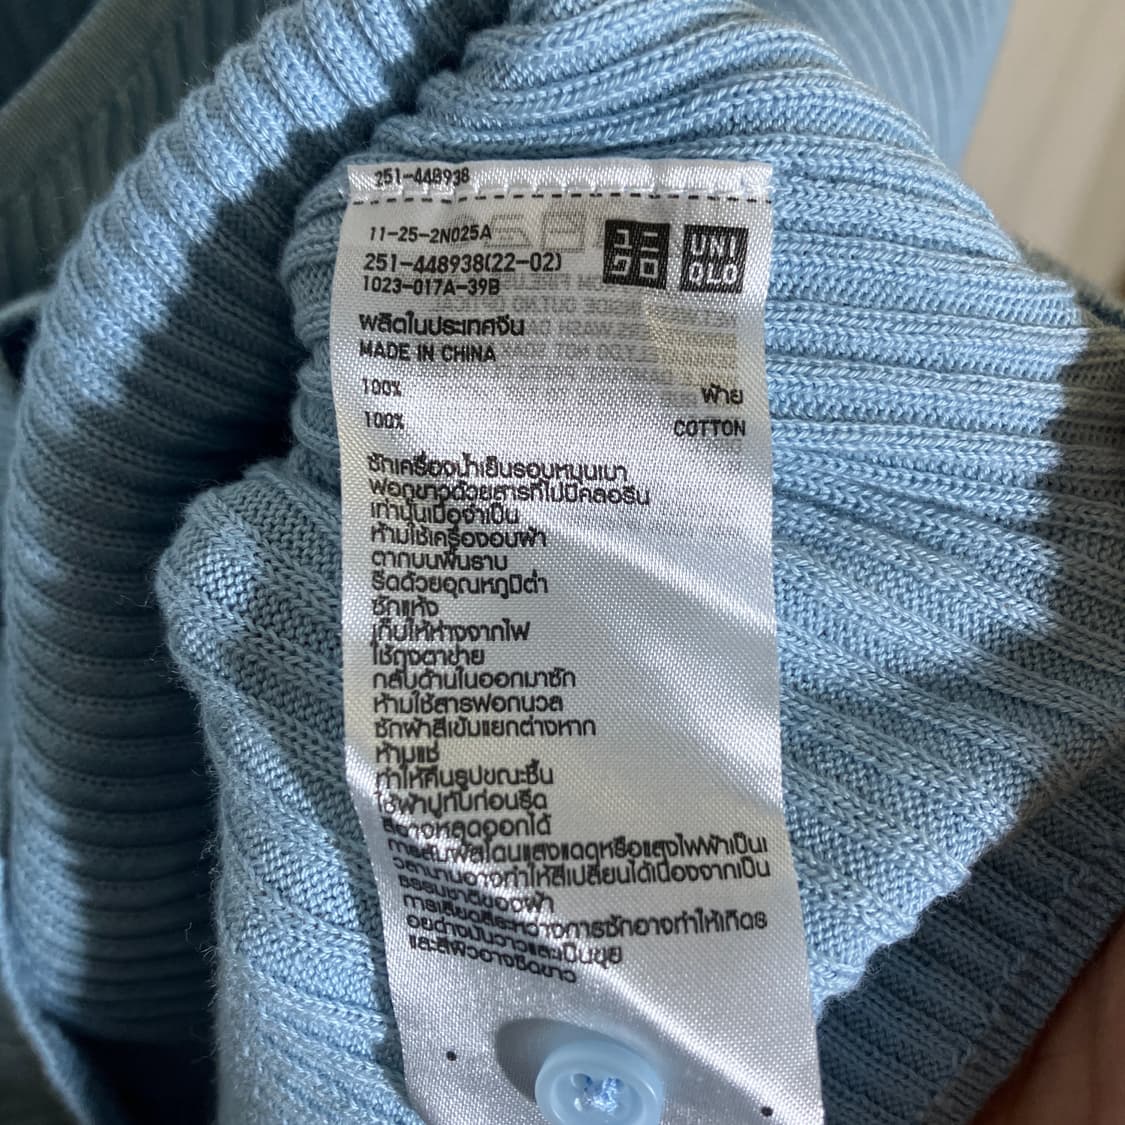 251-448938
11-25-2N025A
251-448938(22-02)
1023-017A-39B
ユニ
クロ
UNI
QLO
ผลิตในประเทศจีน
MADE IN CHINA
100% ฝ้าย
100% COTTON
ซักเครื่องน้ำเย็นรอบหมุนเบา
ฟอกขาวด้วยสารที่ไม่มีคลอรีน
เท่านั้นเมื่อจำเป็น
ห้ามใช้เครื่องอบผ้า
ตากบนพื้นราบ
รีดด้วยอุณหภูมิต่ำ
ซักแห้ง
เก็บให้ห่างจากไฟ
ใช้ถุงตาข่าย
กลับด้านในออกมาซัก
ห้ามใช้สารฟอกนวล
ซักผ้าสีเข้มแยกต่างหาก
ห้ามแช่
ทำให้คืนรูปขณะชื้น
ใช้ผ้าปูทับก่อนรีด
สีอาจหลุดออกได้
การสัมผัสโดนแสงแดดหรือแสงไฟฟ้าเป็นเ
วลานานอาจทำให้สีเปลี่ยนได้เนื่องจากเป็น
ธรรมชาติของผ้า
การเสียดสีระหว่างการซักอาจทำให้เกิดร
อยด่างมันวาวและเป็นขุย
และสีผิวอาจซีดขาว